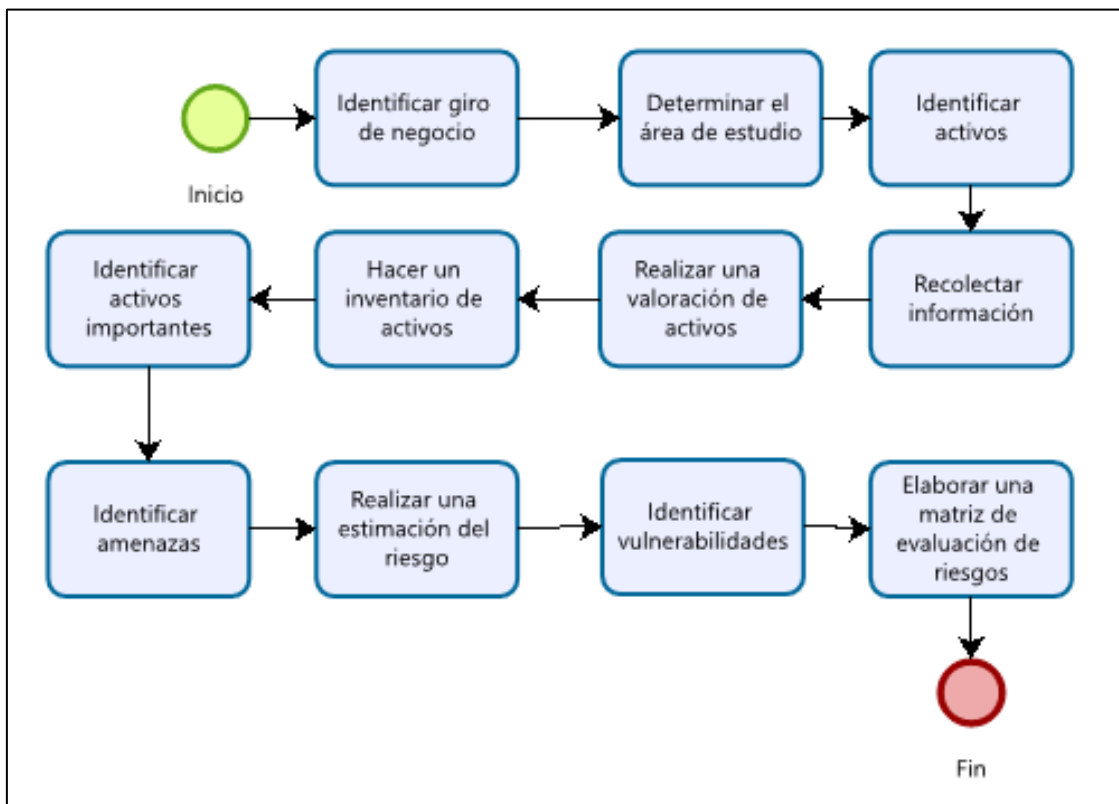 Identificar giro
de negocio
Determinar el
área de estudio
Identificar
activos
Inicio
Recolectar
información
Realizar una
valoración de
activos
Hacer un
inventario de
activos
Identificar
activos
importantes
Identificar
amenazas
Realizar una
estimación del
riesgo
Identificar
vulnerabilidades
Elaborar una
matriz de
evaluación de
riesgos
Fin